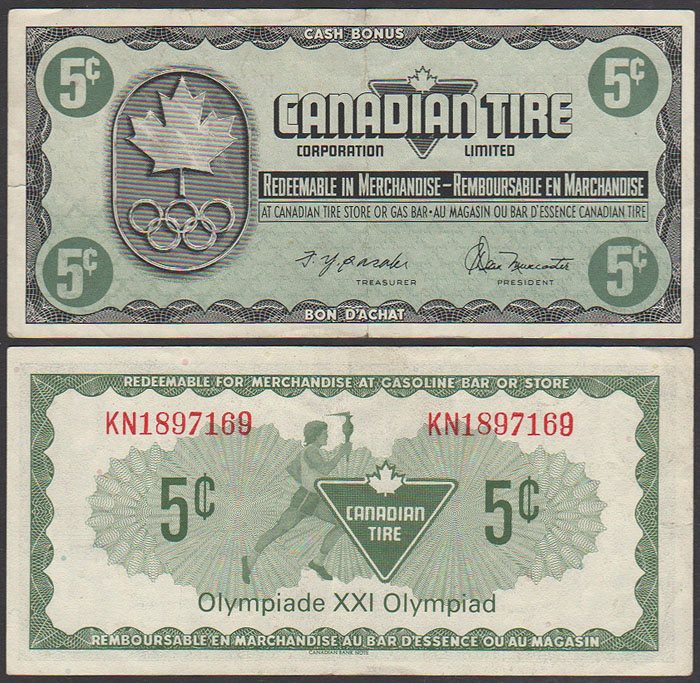 CASH BONUS
5¢ 5¢
CANADIAN TIRE
CORPORATION LIMITED
REDEEMABLE IN MERCHANDISE – REMBOURSABLE EN MARCHANDISE
AT CANADIAN TIRE STORE OR GAS BAR • AU MAGASIN OU BAR D'ESSENCE CANADIAN TIRE
5¢ 5¢
TREASURER PRESIDENT
BON D'ACHAT
REDEEMABLE FOR MERCHANDISE AT GASOLINE BAR OR STORE
KN1897169 KN1897169
5¢ 5¢
CANADIAN
TIRE
Olympiade XXI Olympiad
REMBOURSABLE EN MARCHANDISE AU BAR D'ESSENCE OU AU MAGASIN
CANADIAN BANK NOTE